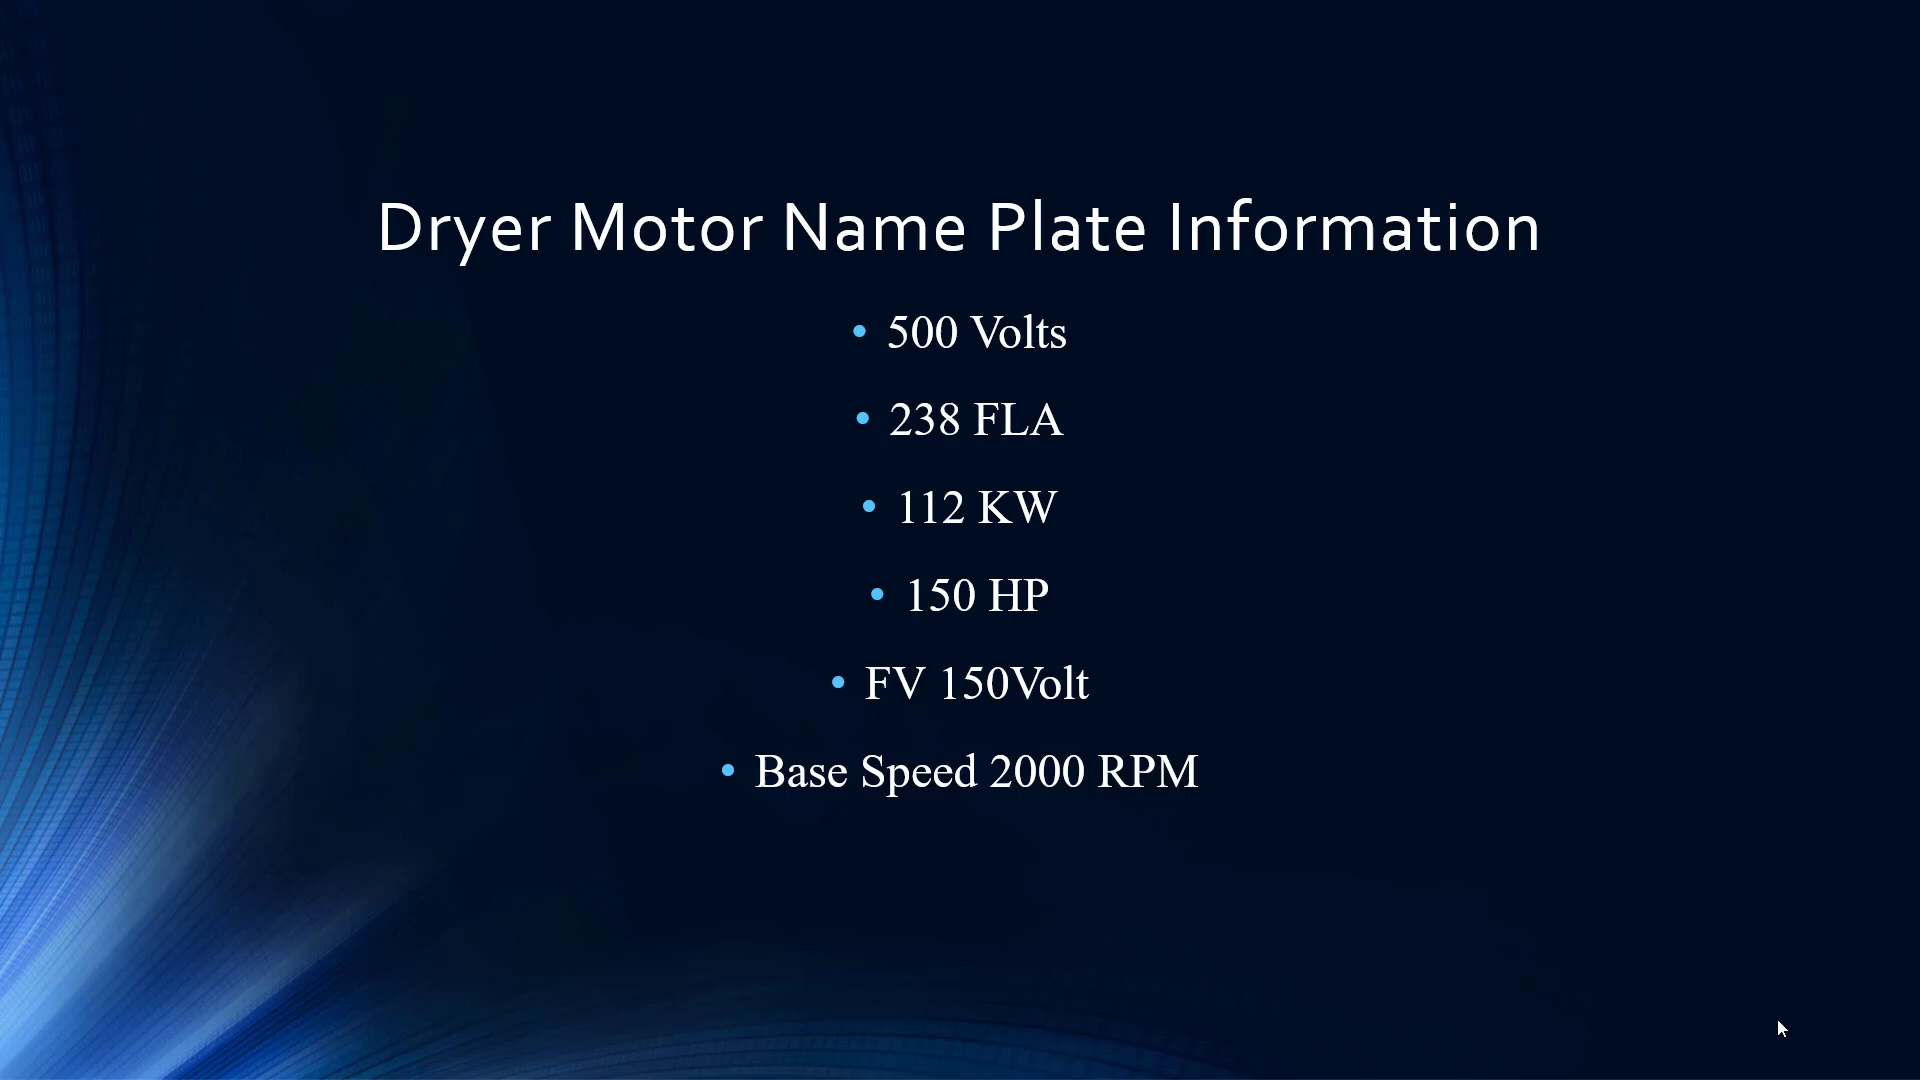 Dryer Motor Name Plate Information
• 500 Volts
• 238 FLA
• 112 KW
• 150 HP
• FV 150Volt
• Base Speed 2000 RPM